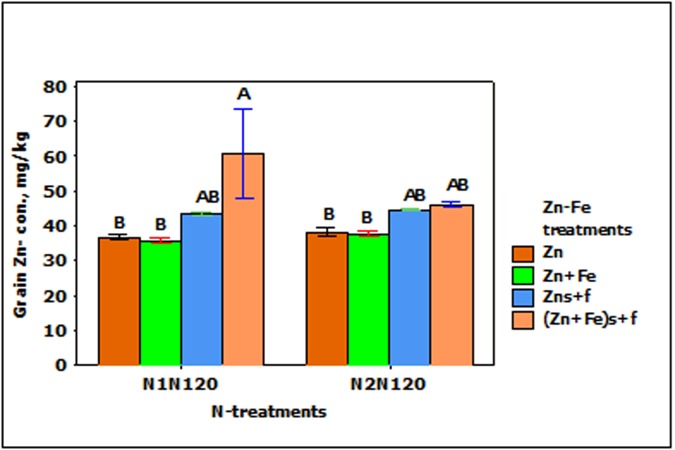 Grain Zn- con., mg/kg
80
70
60
50
40
30
20
10
0
B
B
AB
A
B
B
AB
AB
N1N120
N2N120
N-treatments
Zn-Fe
treatments
Zn
Zn+Fe
Zns+f
(Zn+Fe)s+f